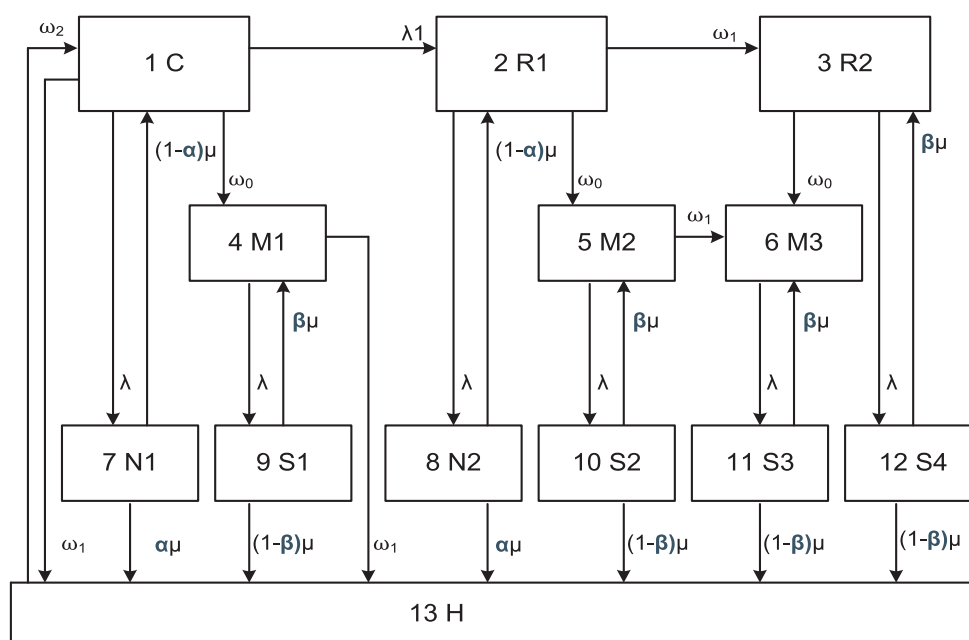 ω₂
1 C
λ1
2 R1
ω₁
3 R2
(1-α)μ
(1-α)μ
βμ
ω₀
ω₀
ω₀
4 M1
5 M2
ω₁
6 M3
βμ
βμ
βμ
λ
λ
λ
λ
λ
λ
7 N1
9 S1
8 N2
10 S2
11 S3
12 S4
ω₁
αμ
(1-β)μ
ω₁
αμ
(1-β)μ
(1-β)μ
(1-β)μ
13 H